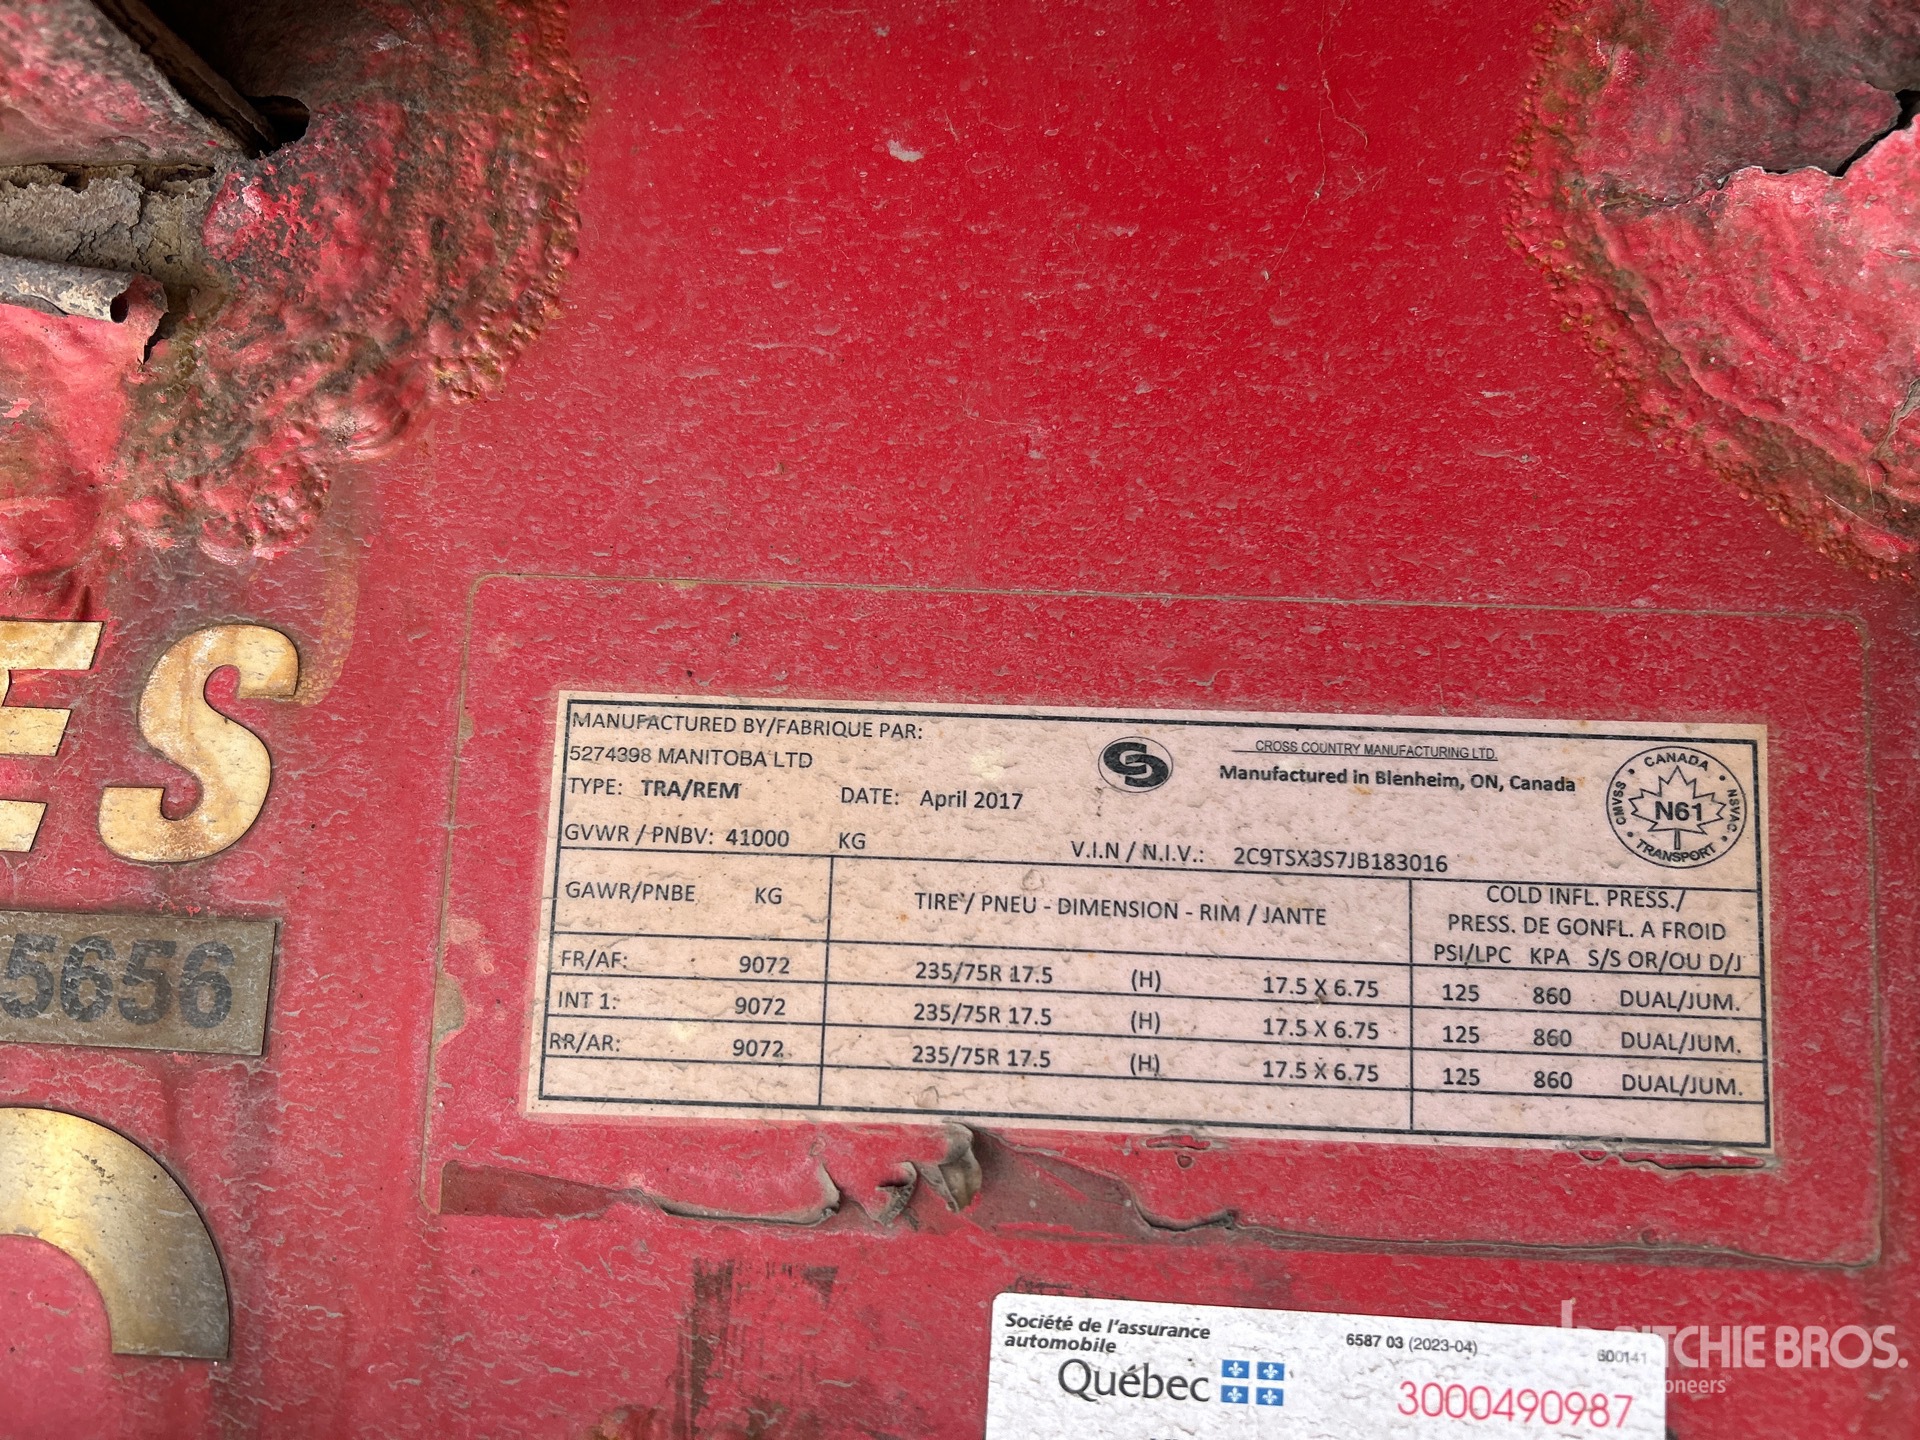 ES
5656
MANUFACTURED BY/FABRIQUE PAR:
5274398 MANITOBA LTD
TYPE: TRA/REM DATE: April 2017
GVWR / PNBV: 41000 KG V.I.N / N.I.V.: 2C9TSX3S7JB183016
CROSS COUNTRY MANUFACTURING LTD.
Manufactured in Blenheim, ON, Canada
CANADA
CMVSS N61 NSVAC
TRANSPORT
GAWR/PNBE KG TIRE / PNEU - DIMENSION - RIM / JANTE COLD INFL. PRESS./
PRESS. DE GONFL. A FROID
PSI/LPC KPA S/S OR/OU D/J
FR/AF: 9072 235/75R 17.5 (H) 17.5 X 6.75 125 860 DUAL/JUM.
INT 1: 9072 235/75R 17.5 (H) 17.5 X 6.75 125 860 DUAL/JUM.
RR/AR: 9072 235/75R 17.5 (H) 17.5 X 6.75 125 860 DUAL/JUM.
Société de l'assurance
automobile
Québec
6587 03 (2023-04) 600141
3000490987
RITCHIE BROS.